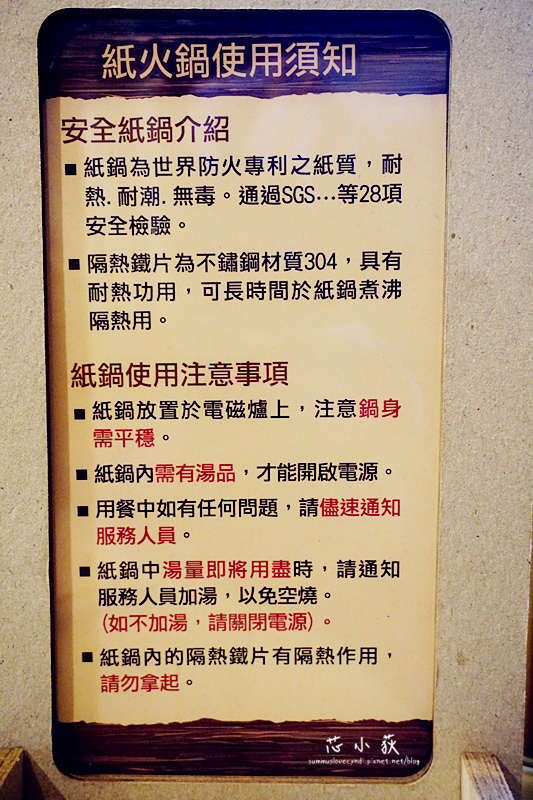 紙火鍋使用須知
安全紙鍋介紹
■ 紙鍋為世界防火專利之紙質，耐
熱.耐潮.無毒。通過SGS⋯等28項
安全檢驗。
■ 隔熱鐵片為不鏽鋼材質304，具有
耐熱功用，可長時間於紙鍋煮沸
隔熱用。
紙鍋使用注意事項
■ 紙鍋放置於電磁爐上，注意鍋身
需平穩。
■ 紙鍋內需有湯品，才能開啟電源。
■ 用餐中如有任何問題，請儘速通知
服務人員。
■ 紙鍋中湯量即將用盡時，請通知
服務人員加湯，以免空燒。
(如不加湯，請關閉電源)。
■ 紙鍋內的隔熱鐵片有隔熱作用，
請勿拿起。
芯小荻
summuslovecyndi.pixnet.net/blog